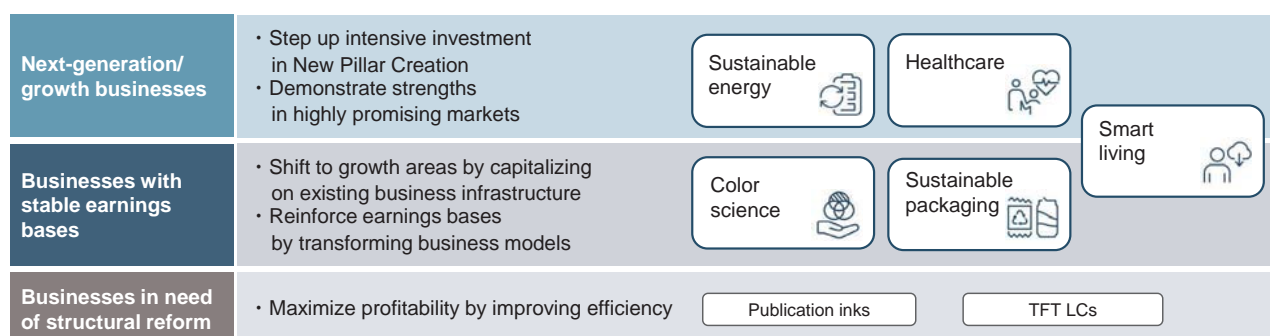 Next-generation/
growth businesses
・Step up intensive investment
in New Pillar Creation
・Demonstrate strengths
in highly promising markets
Sustainable
energy
Healthcare
Smart
living
Businesses with
stable earnings
bases
・Shift to growth areas by capitalizing
on existing business infrastructure
・Reinforce earnings bases
by transforming business models
Color
science
Sustainable
packaging
Businesses in need
of structural reform
・Maximize profitability by improving efficiency
Publication inks
TFT LCs